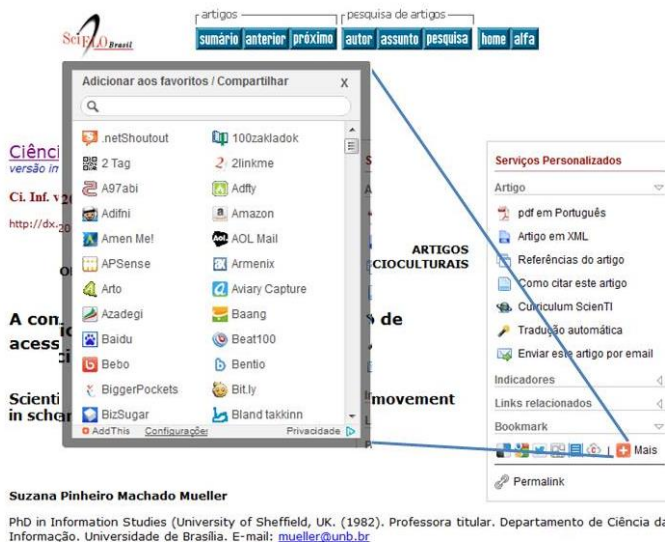 artigos
pesquisa de artigos
SciELO Brasil
sumário anterior próximo autor assunto pesquisa home alfa
Adicionar aos favoritos / Compartilhar X
.netShoutout 100zakladok
2 Tag 2linkme
A97abi Adfty
Adifni Amazon
Amen Me! AOL Mail
APSense Armenix
Arto Aviary Capture
Azadegi Baang
Baidu Beat100
Bebo Bentio
BiggerPockets Bit.ly
BizSugar Bland takkinn
AddThis Configurações Privacidade
Ciênci
versão
Ci. Inf.
http://dx.
ARTIGOS
CIOCULTURAIS
A con
de
acess
Scienti
movement
in
Serviços Personalizados
Artigo
pdf em Português
Artigo em XML
Referências do artigo
Como citar este artigo
Curriculum ScienTI
Tradução automática
Enviar este artigo por email
Indicadores
Links relacionados
Bookmark
Mais
Permalink
Suzana Pinheiro Machado Mueller
PhD in Information Studies (University of Sheffield, UK. (1982). Professora titular. Departamento de Ciência da
Informação. Universidade de Brasília. E-mail: mueller@unb.br